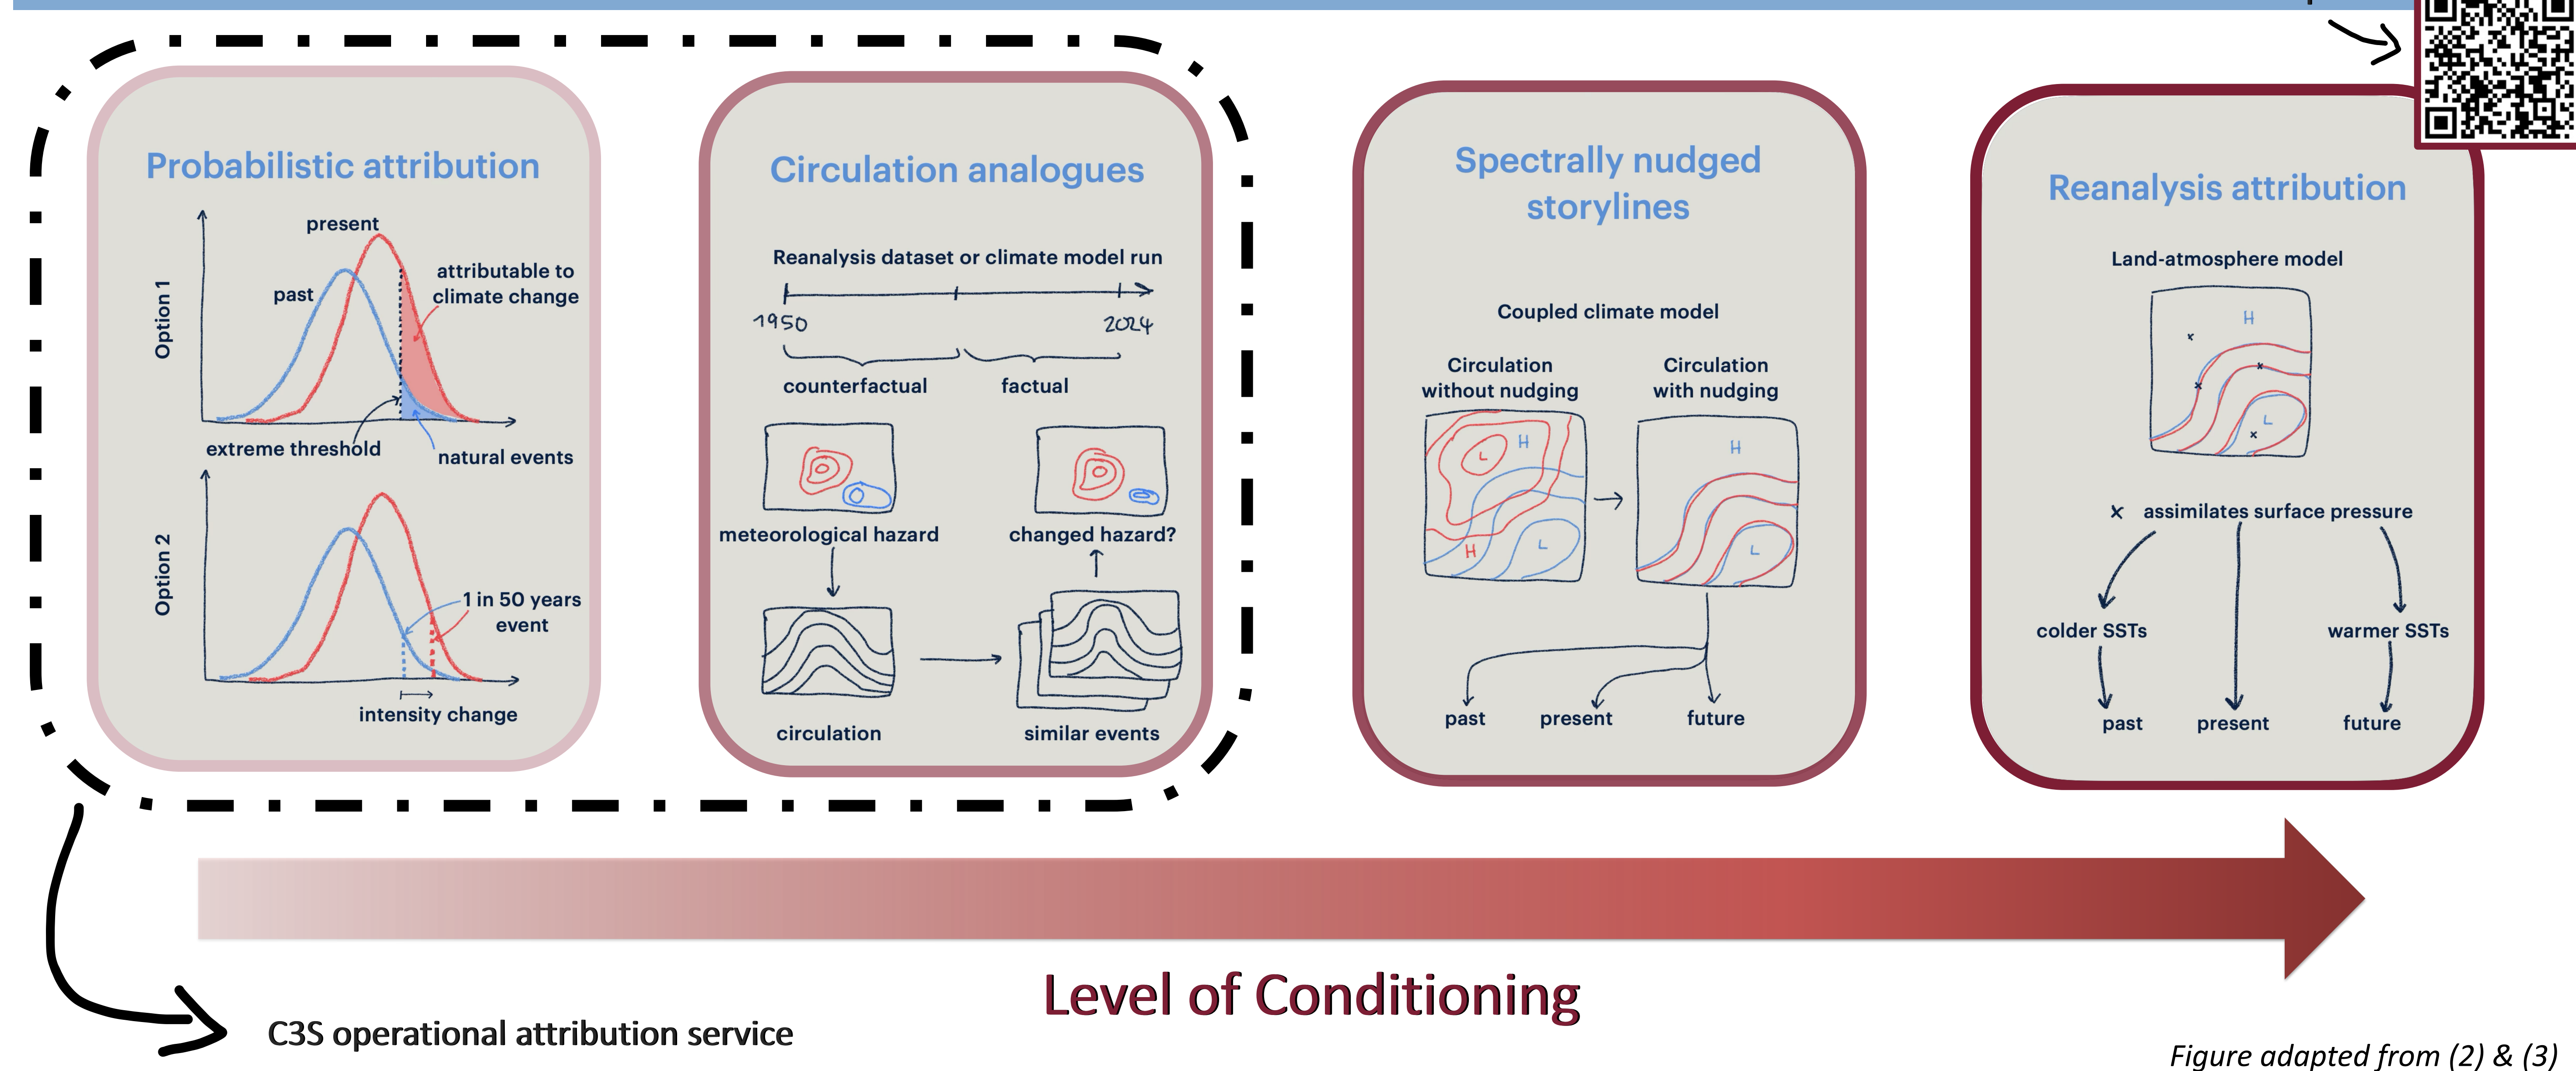 Probabilistic attribution
Option 1
present
past
attributable to
climate change
extreme threshold
natural events
Option 2
1 in 50 years
event
intensity change
Circulation analogues
Reanalysis dataset or climate model run
1950
2024
counterfactual
factual
meteorological hazard
changed hazard?
circulation
similar events
Spectrally nudged
storylines
Coupled climate model
Circulation
without nudging
Circulation
with nudging
L
H
H
L
H
L
past
present
future
Reanalysis attribution
Land-atmosphere model
H
L
x assimilates surface pressure
colder SSTs
warmer SSTs
past
present
future
Level of Conditioning
C3S operational attribution service
Figure adapted from (2) & (3)